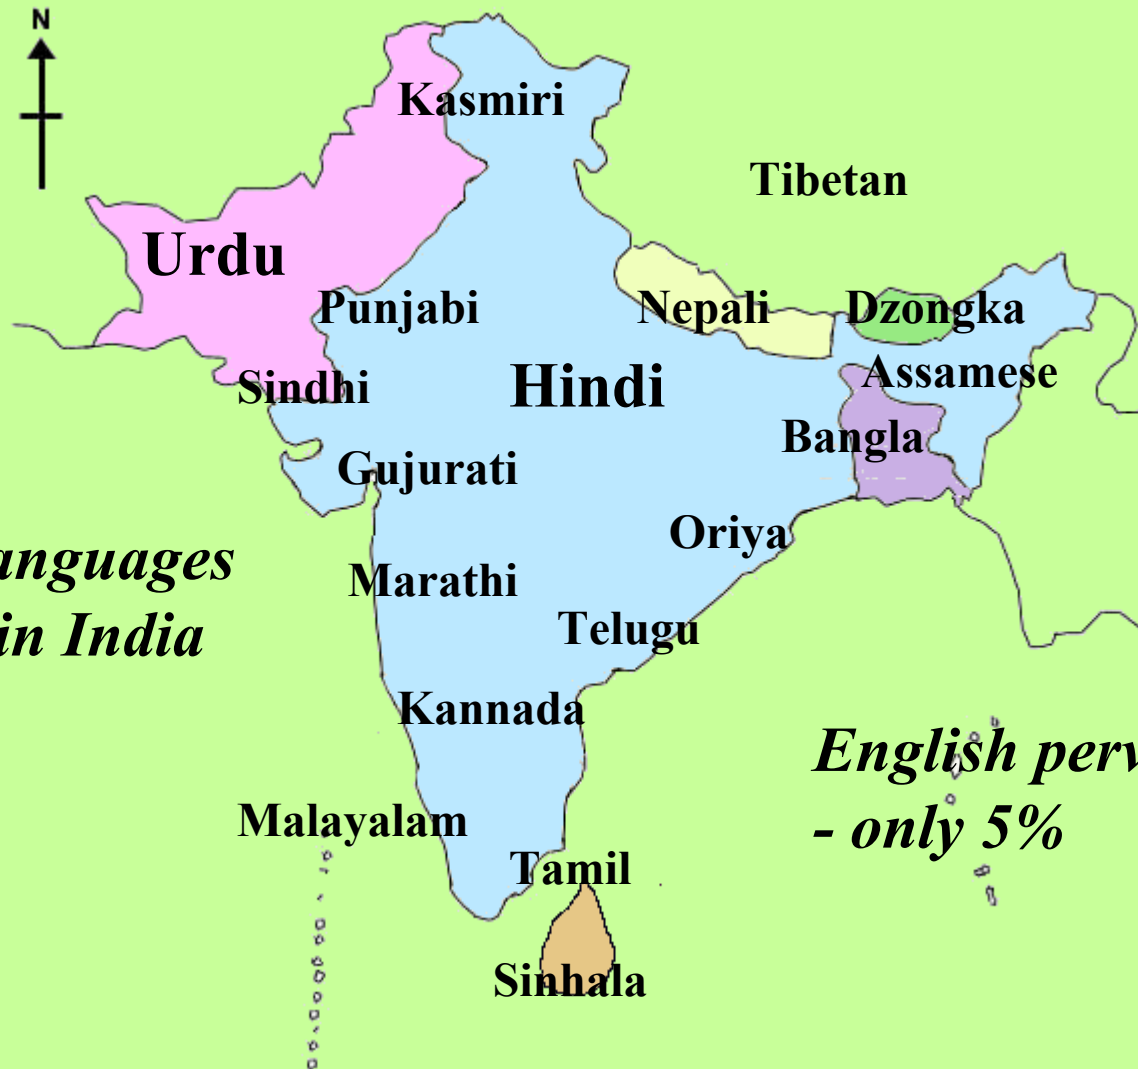 N
Kasmiri
Tibetan
Urdu
Punjabi
Nepali
Dzongka
Assamese
Sindhi
Hindi
Bangla
Gujurati
Oriya
anguages
in India
Marathi
Telugu
Kannada
English perv
- only 5%
Malayalam
Tamil
Sinhala